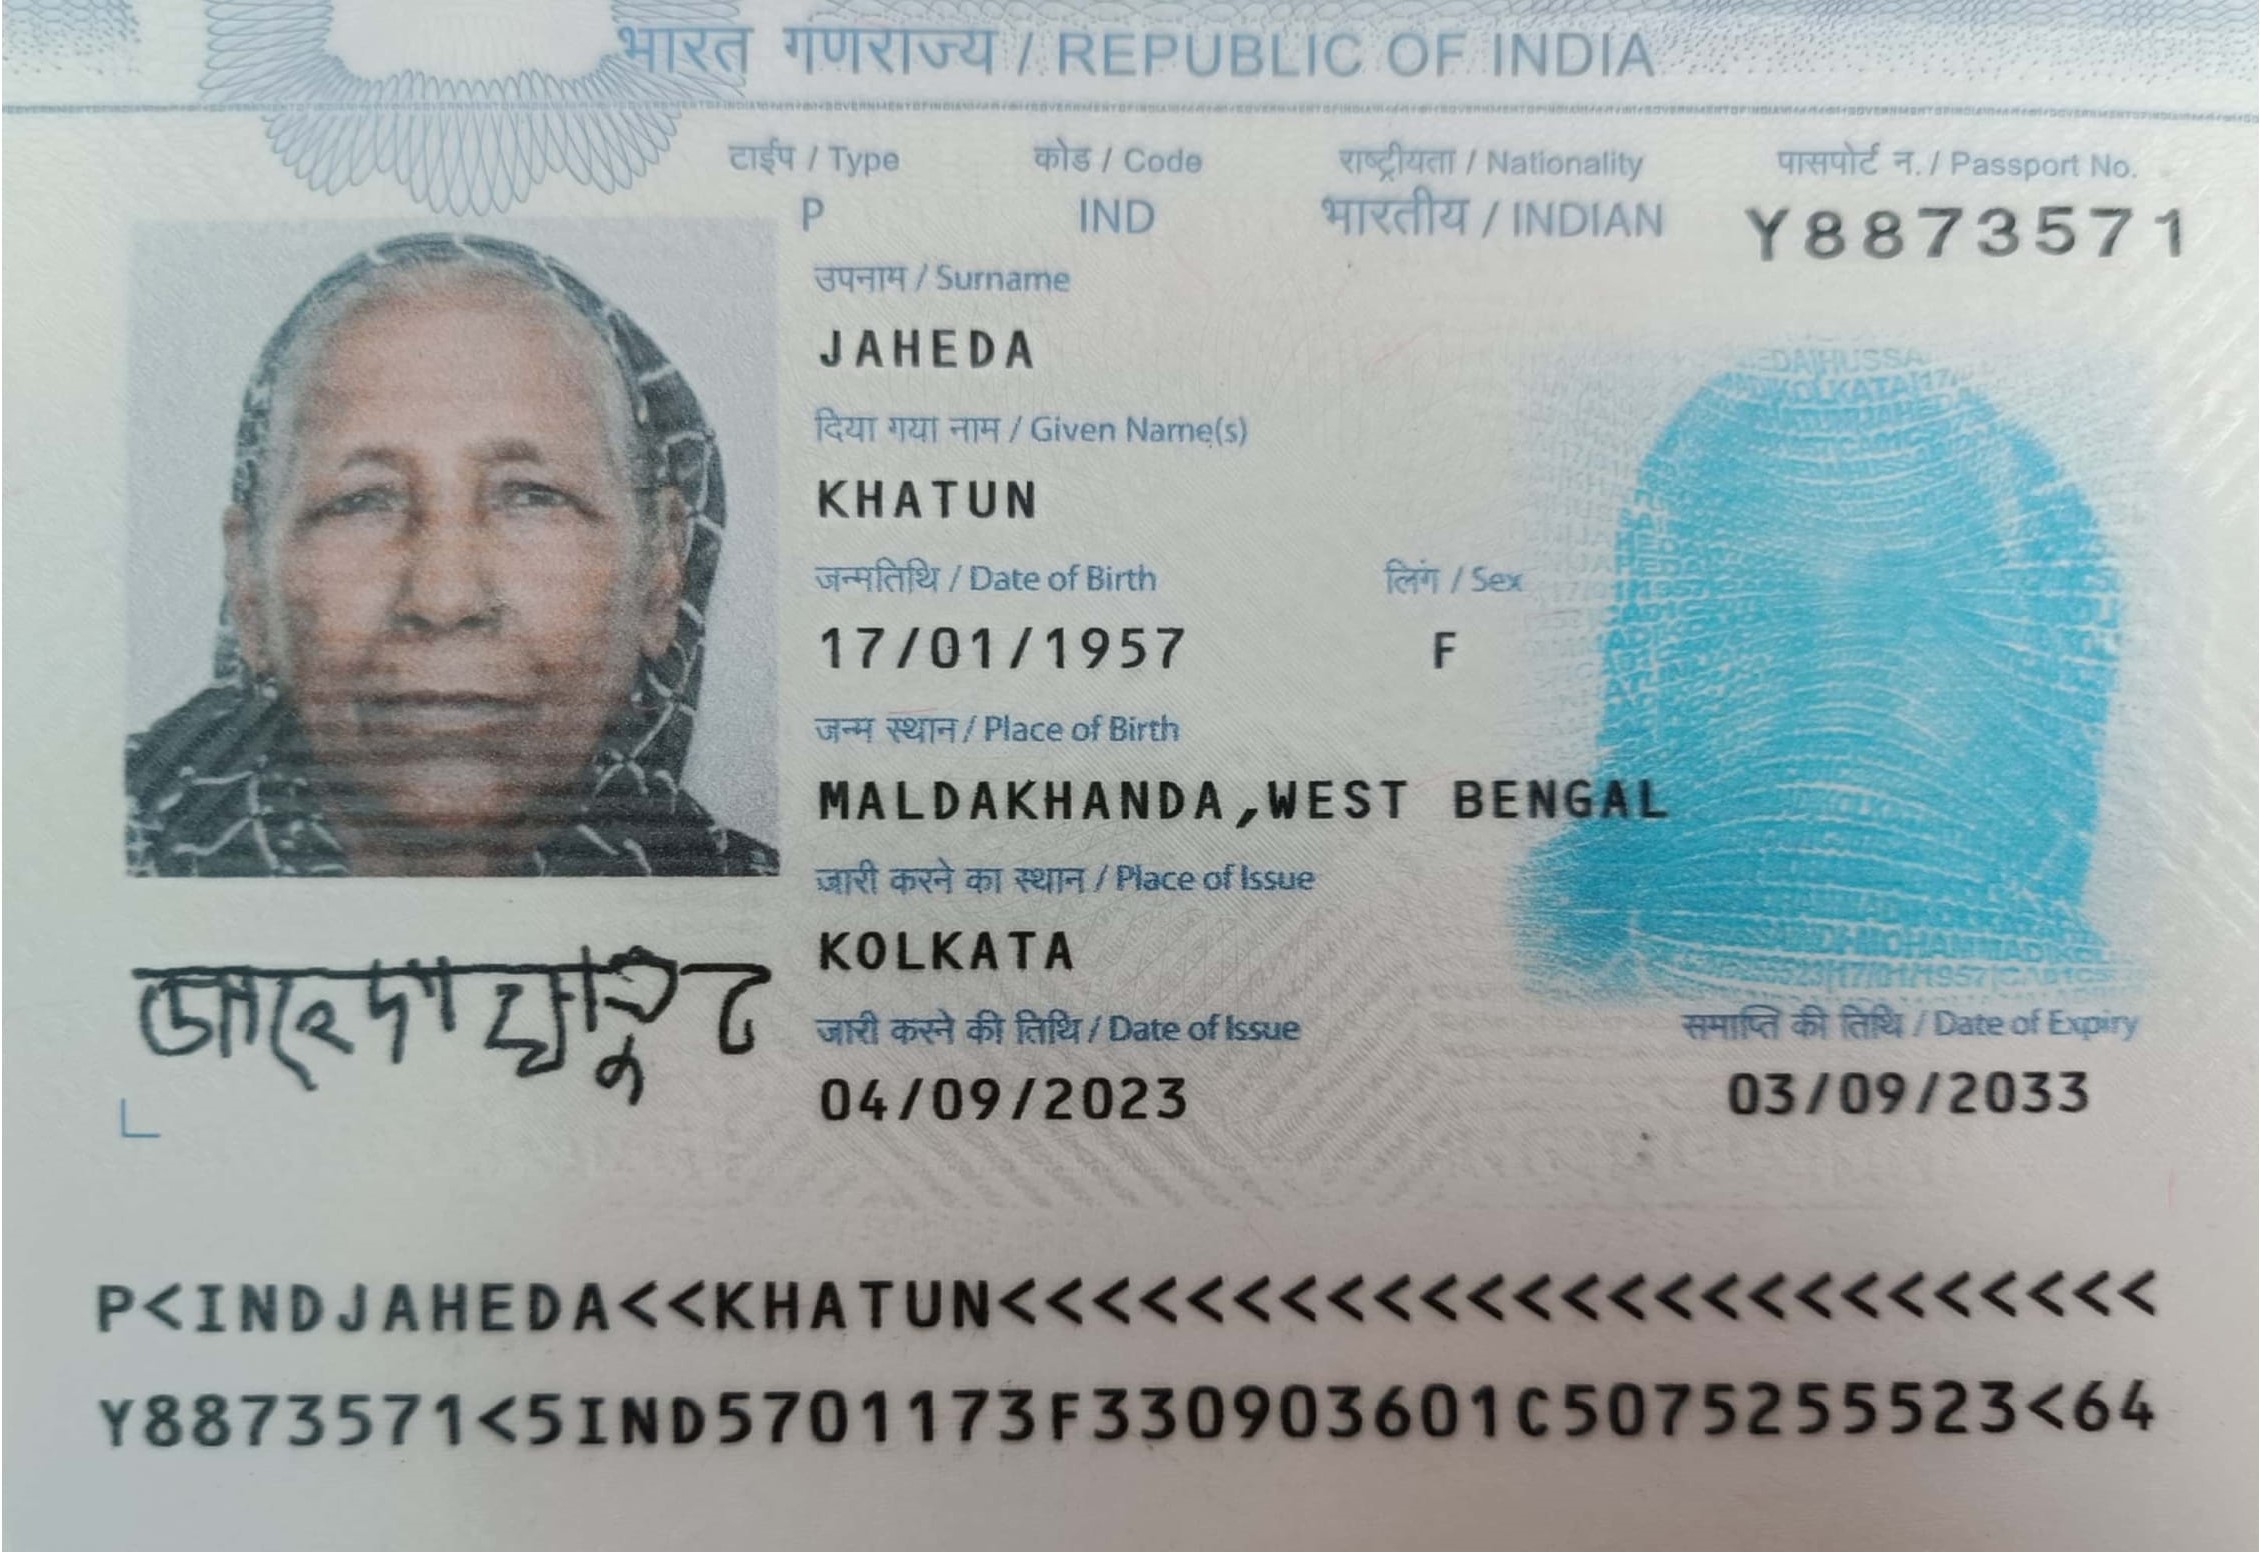 भारत गणराज्य / REPUBLIC OF INDIA
टाईप / Type कोड / Code राष्ट्रीयता / Nationality पासपोर्ट न. / Passport No.
P IND भारतीय / INDIAN Y8873571
उपनाम / Surname
JAHEDA
दिया गया नाम / Given Name(s)
KHATUN
जन्मतिथि / Date of Birth लिंग / Sex
17/01/1957 F
जन्म स्थान / Place of Birth
MALDAKHANDA,WEST BENGAL
जारी करने का स्थान / Place of Issue
KOLKATA
जारी करने की तिथि / Date of Issue समाप्ति की तिथि / Date of Expiry
04/09/2023 03/09/2033
জাহেদা খাতুন
P<INDJAHEDA<<KHATUN<<<<<<<<<<<<<<<<<<<<<<<<<
Y8873571<5IND5701173F330903601C5075255523<64